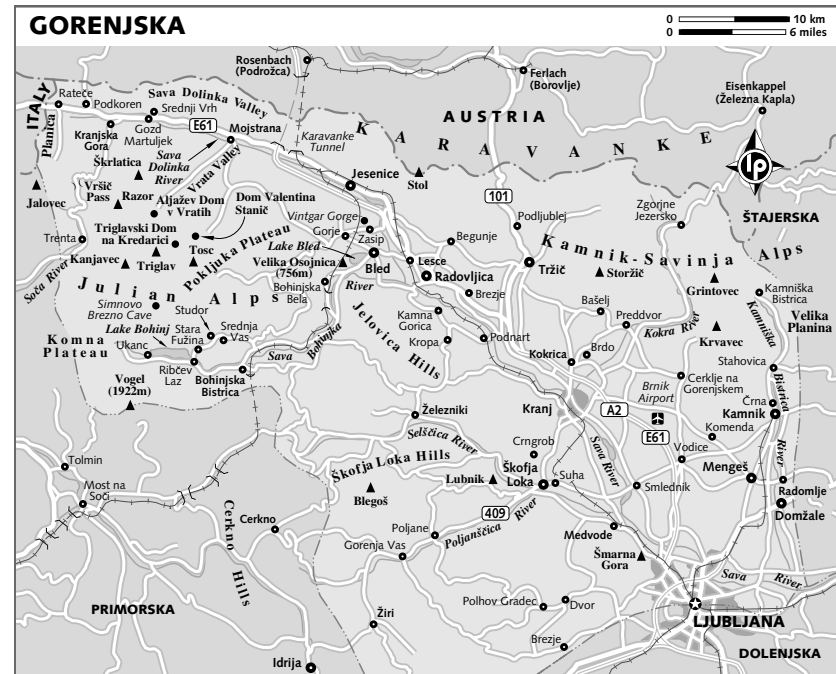 GORENJSKA
0 10 km
0 6 miles
Rosenbach
(Podrožca)
Ferlach
(Borovlje)
Eisenkappel
(Železna Kapla)
ITALY
AUSTRIA
KARAVANKE
lp
ŠTAJERSKA
Rateče
Podkoren
Planica
Srednji Vrh
Sava Dolinka Valley
Kranjska
Gora
Gozd
Martuljek
E61
Mojstrana
Karavanke
Tunnel
Škrlatica
Sava
Dolinka
River
Vrata Valley
Jesenice
Stol
101
Jalovec
Vršič
Pass
Razor
Aljažev Dom
v Vratih
Dom Valentina
Stanič
Vintgar Gorge
Gorje
Zasip
Podljubelj
Zgornje
Jezersko
Trenta
Triglavski Dom
na Kredarici
Tosc
Pokljuka Plateau
Lake Bled
Velika Osojnica
(756m)
Bled
Lesce
Begunje
Radovljica
Tržič
Kamnik-Savinja Alps
Storžič
Grintovec
Kamniška
Bistrica
Soča River
Kanjavec
Triglav
Julian Alps
Bohinjska
Bela
River
Brezje
Simnovo
Brezno Cave
Studor
Lake Bohinj
Stara
Fužina
Srednja
Vas
Komna
Plateau
Ukanc
Ribčev
Laz
Bohinjska
Bistrica
Sava
Bohinjka
Jelovica Hills
Kamna
Gorica
Kropa
Podnart
Bašelj
Preddvor
Kokra River
Krvavec
Kamniška
Bistrica
River
Velika
Planina
Kokrica
Brdo
Stahovica
Vogel
(1922m)
Železniki
Kranj
Brnik
Airport
Cerklje na
Gorenjskem
Črna
Kamnik
A2
E61
Komenda
Selščica River
Crngrob
Sava River
Vodice
Mengeš
Tolmin
Most na
Soči
Škofja Loka Hills
Lubnik
Škofja
Loka
Suha
Smlednik
Radomlje
Domžale
Blegoš
Cerkno
Cerkno Hills
409
Poljane
Poljanščica River
Gorenja Vas
Medvode
Šmarna
Gora
Sava River
PRIMORSKA
Žiri
Polhov Gradec
Dvor
Brezje
LJUBLJANA
DOLENJSKA
Idrija